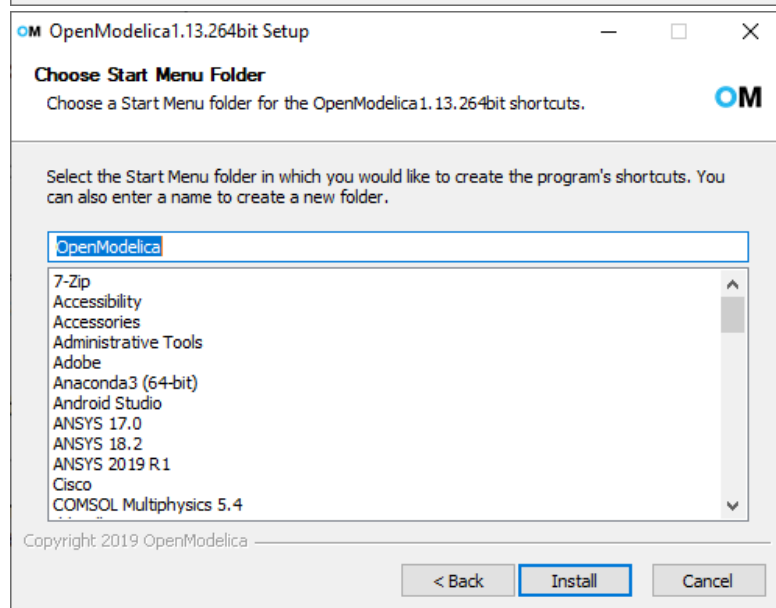 OM OpenModelica1.13.264bit Setup
Choose Start Menu Folder
Choose a Start Menu folder for the OpenModelica1.13.264bit shortcuts.
OM
Select the Start Menu folder in which you would like to create the program's shortcuts. You
can also enter a name to create a new folder.
OpenModelica
7-Zip
Accessibility
Accessories
Administrative Tools
Adobe
Anaconda3 (64-bit)
Android Studio
ANSYS 17.0
ANSYS 18.2
ANSYS 2019 R1
Cisco
COMSOL Multiphysics 5.4
Copyright 2019 OpenModelica
< Back Install Cancel